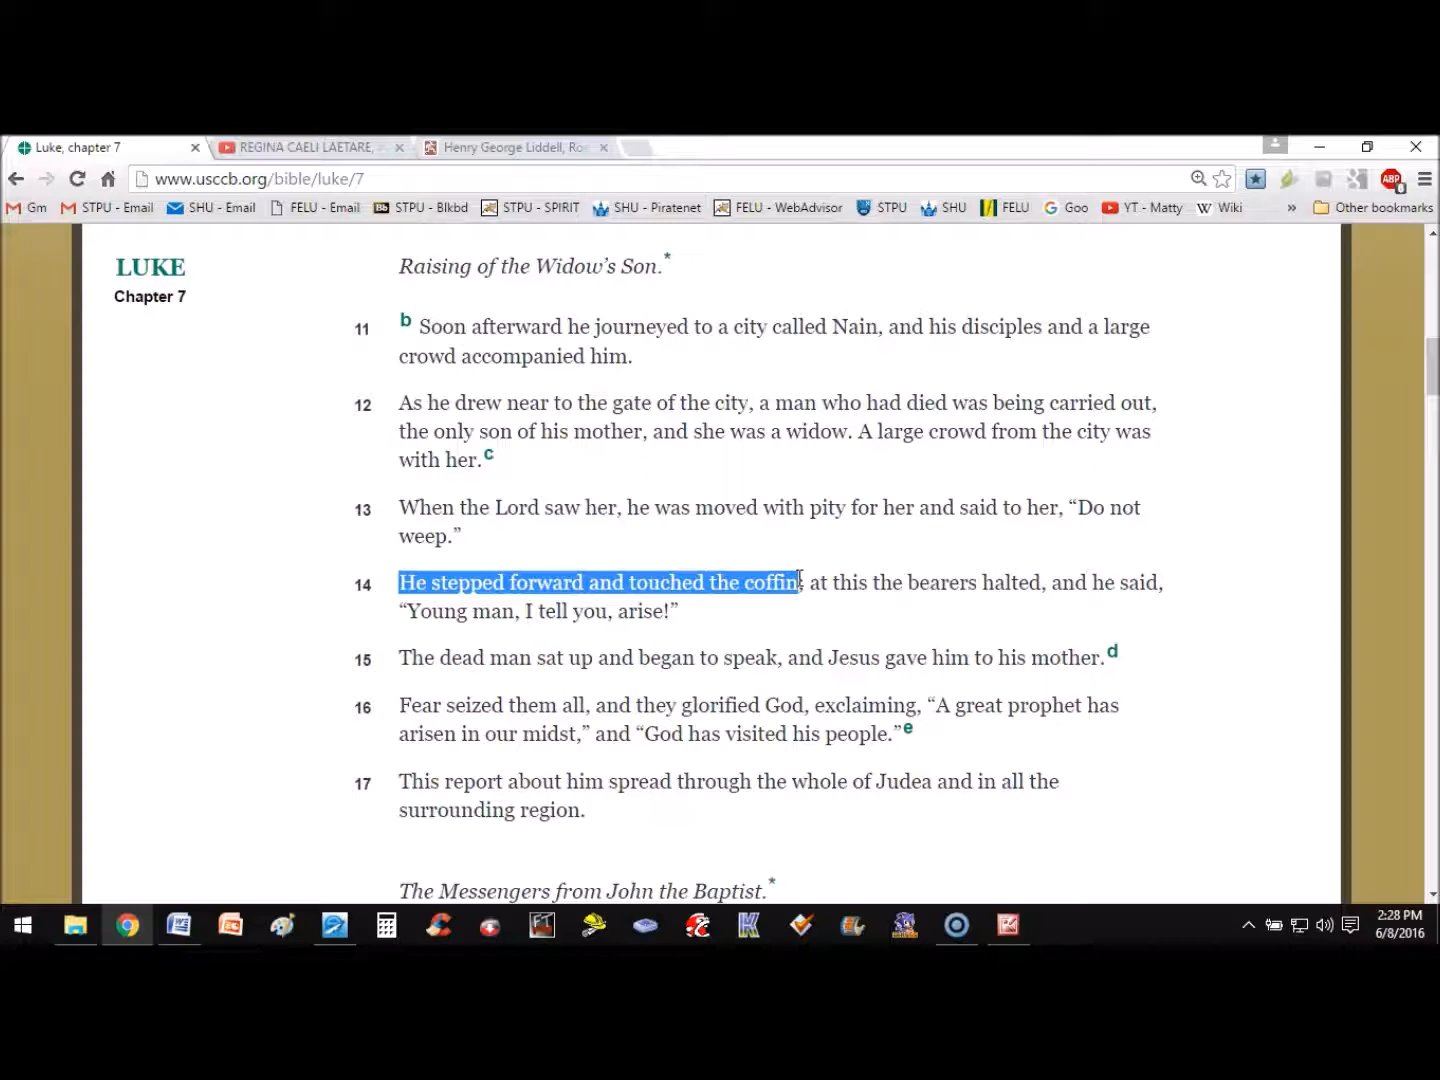 Luke, chapter 7
REGINA CAELI LAETARE,
Henry George Liddell, Ro
www.usccb.org/bible/luke/7
ABP
Gm
STPU - Email
SHU - Email
FELU - Email
Bb
STPU - Blkbd
STPU - SPIRIT
SHU - Piratenet
FELU - WebAdvisor
STPU
SHU
FELU
Goo
YT - Matty
W
Wiki
»
Other bookmarks
LUKE
Chapter 7
Raising of the Widow’s Son.*
11 b Soon afterward he journeyed to a city called Nain, and his disciples and a large
crowd accompanied him.
12 As he drew near to the gate of the city, a man who had died was being carried out,
the only son of his mother, and she was a widow. A large crowd from the city was
with her.c
13 When the Lord saw her, he was moved with pity for her and said to her, “Do not
weep.”
14 He stepped forward and touched the coffin; at this the bearers halted, and he said,
“Young man, I tell you, arise!”
15 The dead man sat up and began to speak, and Jesus gave him to his mother.d
16 Fear seized them all, and they glorified God, exclaiming, “A great prophet has
arisen in our midst,” and “God has visited his people.”e
17 This report about him spread through the whole of Judea and in all the
surrounding region.
The Messengers from John the Baptist.*
2:28 PM
6/8/2016